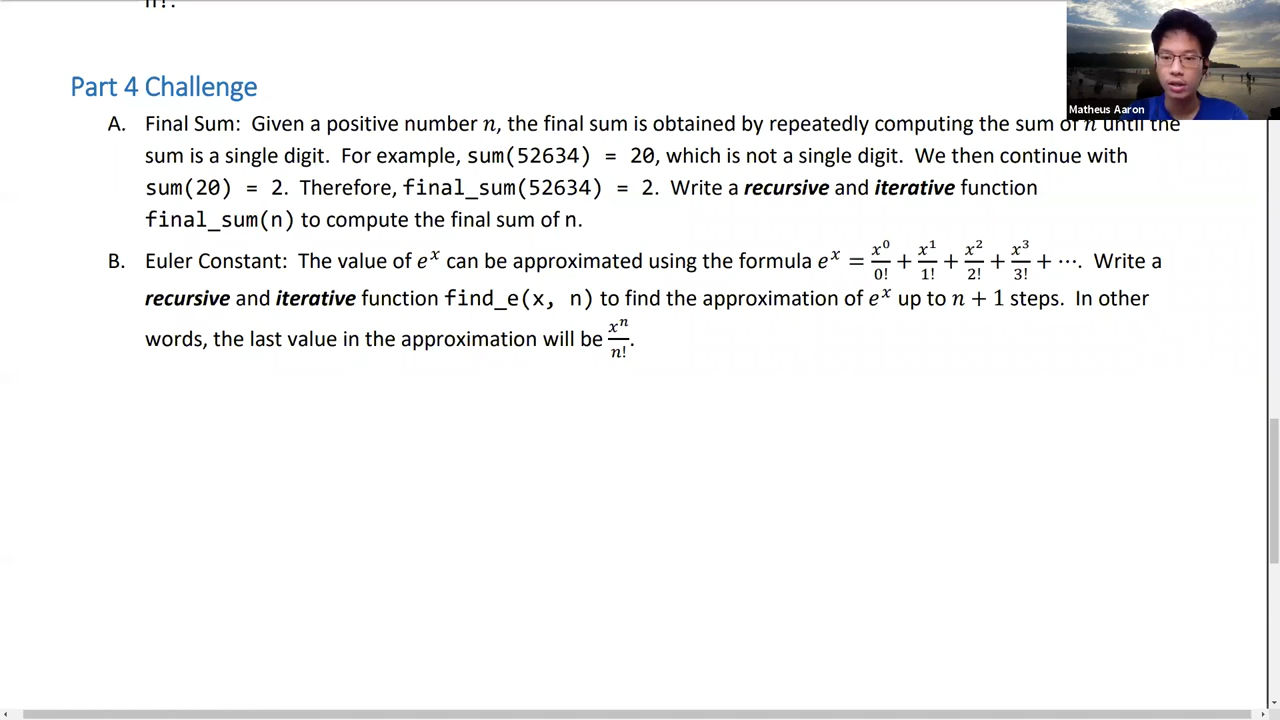 n!.
Part 4 Challenge
A. Final Sum: Given a positive number n, the final sum is obtained by repeatedly computing the sum of n until the
sum is a single digit. For example, sum(52634) = 20, which is not a single digit. We then continue with
sum(20) = 2. Therefore, final_sum(52634) = 2. Write a recursive and iterative function
final_sum(n) to compute the final sum of n.
B. Euler Constant: The value of e^x can be approximated using the formula e^x = x^0/0! + x^1/1! + x^2/2! + x^3/3! + ⋯. Write a
recursive and iterative function find_e(x, n) to find the approximation of e^x up to n + 1 steps. In other
words, the last value in the approximation will be x^n/n!.
Matheus Aaron